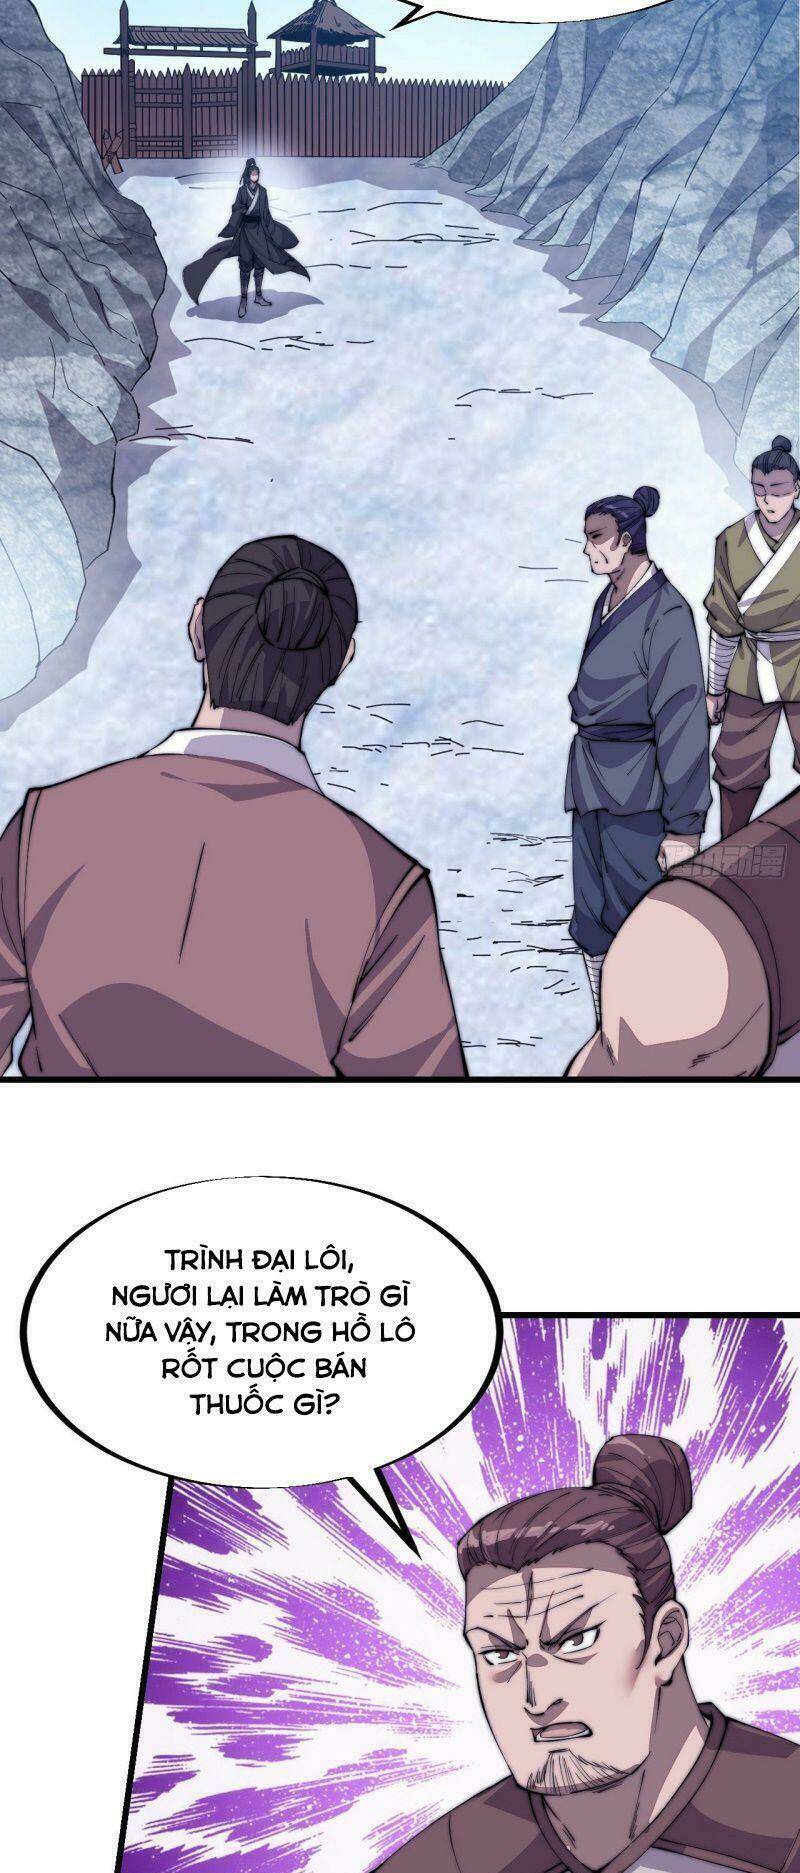 TRÌNH ĐẠI LÔI,
NGƯƠI LẠI LÀM TRÒ GÌ
NỮA VẬY, TRONG HỒ LÔ
RỐT CUỘC BÁN
THUỐC GÌ?